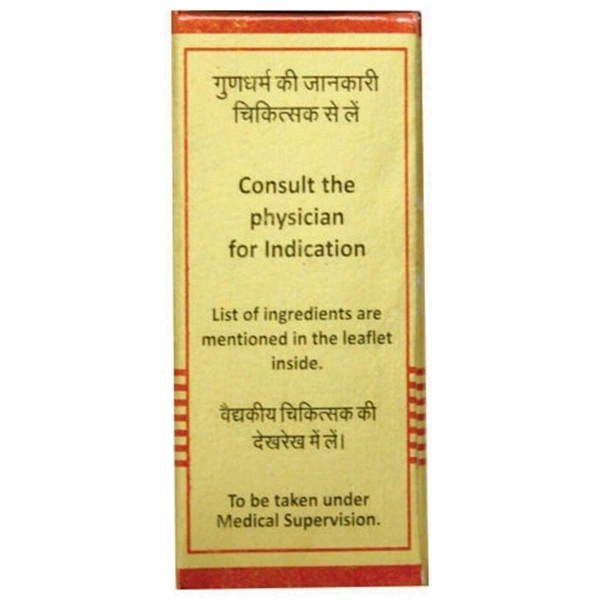 गुणधर्म की जानकारी
चिकित्सक से लें
Consult the
physician
for Indication
List of ingredients are
mentioned in the leaflet
inside.
वैद्यकीय चिकित्सक की
देखरेख में लें।
To be taken under
Medical Supervision.